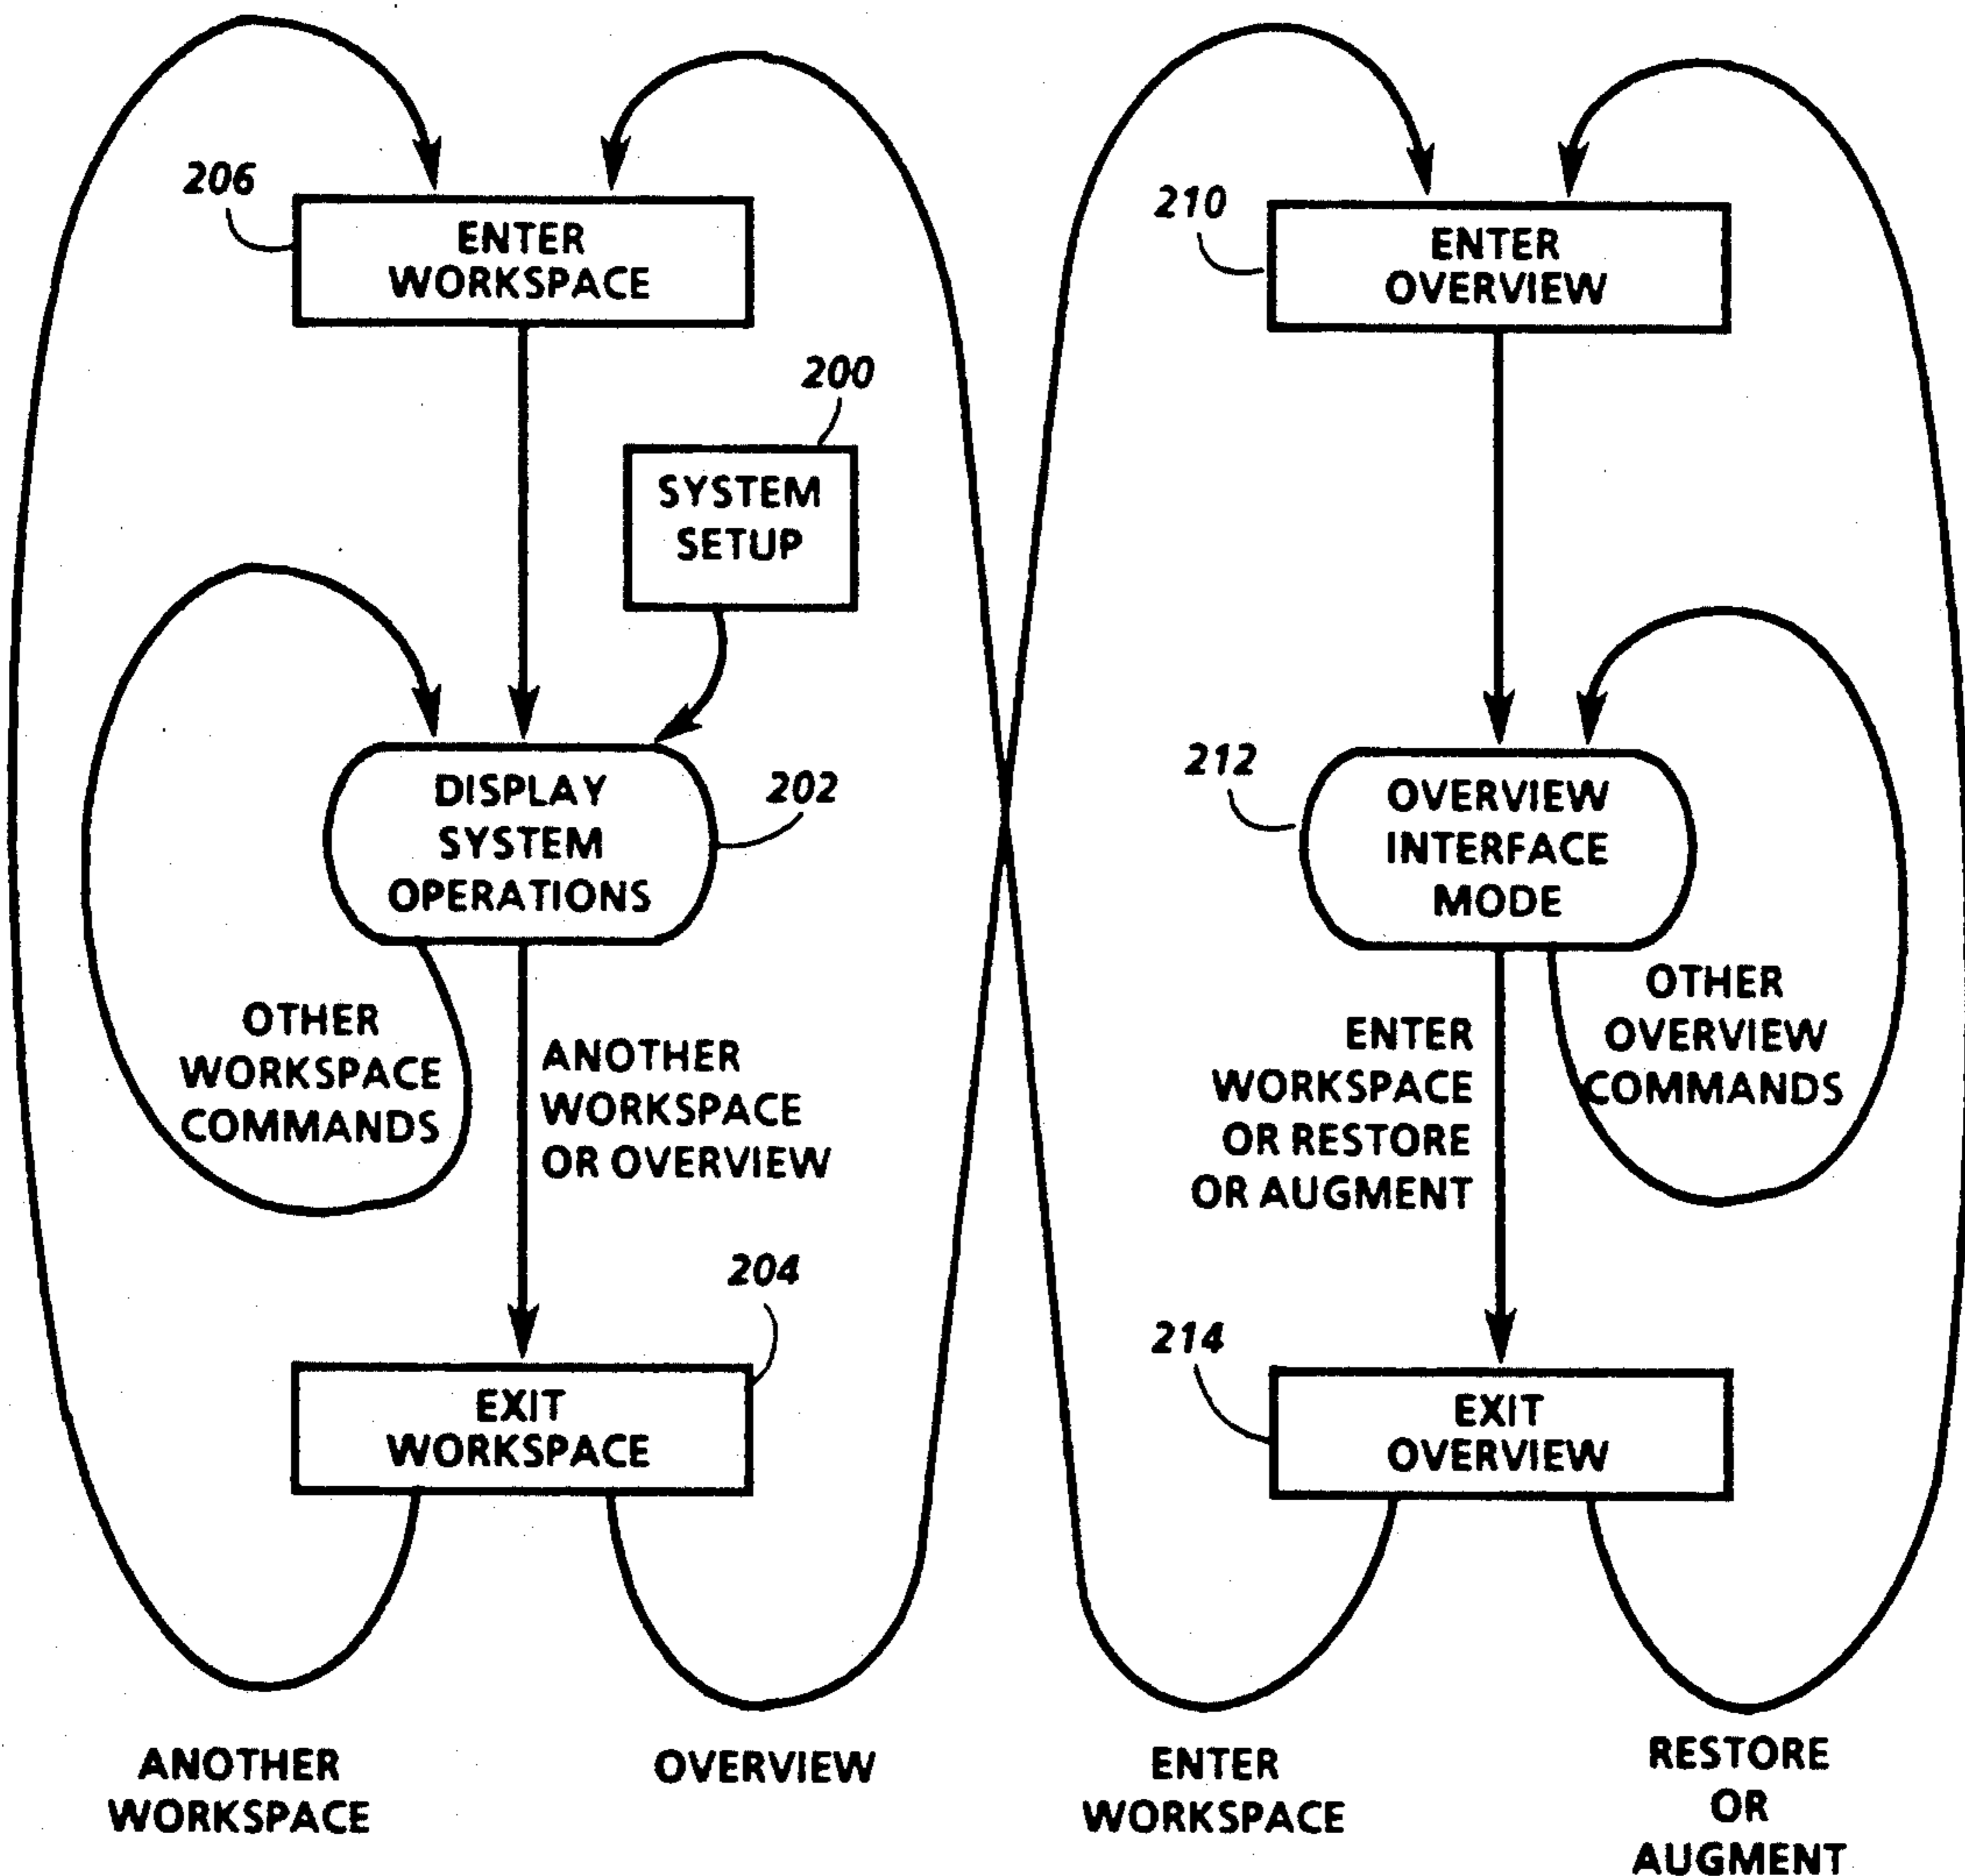 206
ENTER
WORKSPACE
210
ENTER
OVERVIEW
200
SYSTEM
SETUP
DISPLAY
SYSTEM
OPERATIONS
202
212
OVERVIEW
INTERFACE
MODE
OTHER
WORKSPACE
COMMANDS
ANOTHER
WORKSPACE
OR OVERVIEW
ENTER
WORKSPACE
OR RESTORE
OR AUGMENT
OTHER
OVERVIEW
COMMANDS
204
EXIT
WORKSPACE
214
EXIT
OVERVIEW
ANOTHER
WORKSPACE
OVERVIEW
ENTER
WORKSPACE
RESTORE
OR
AUGMENT